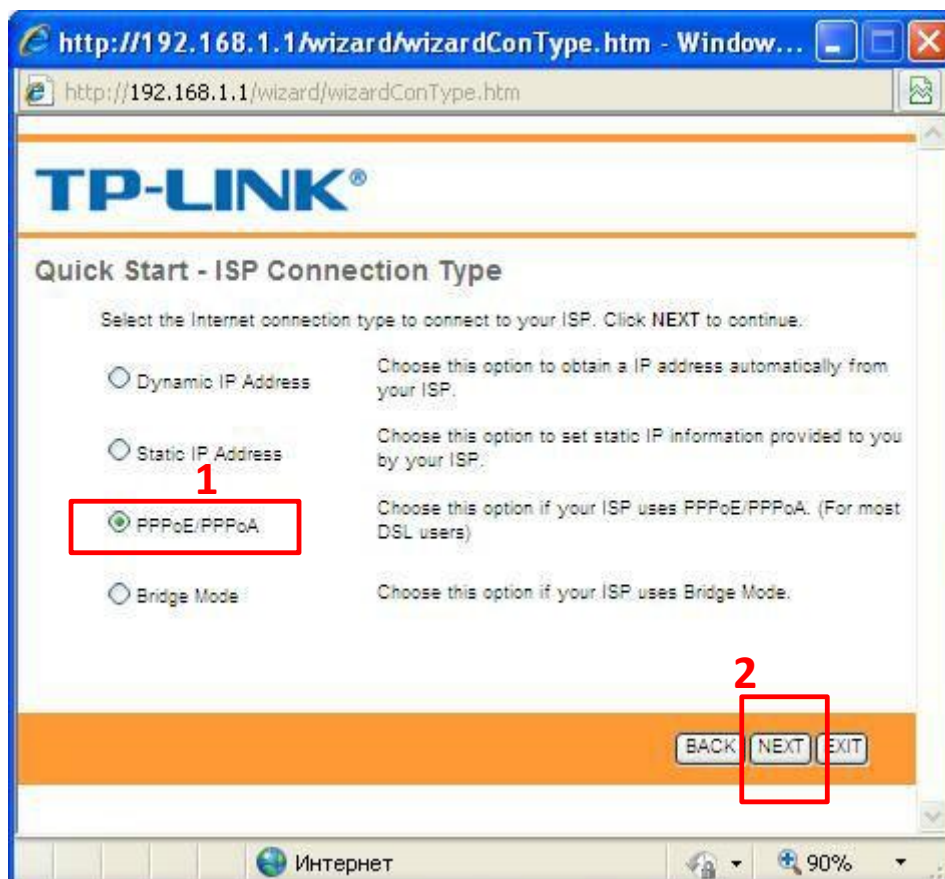 http://192.168.1.1/wizard/wizardConType.htm - Window...
http://192.168.1.1/wizard/wizardConType.htm
TP-LINK®
Quick Start - ISP Connection Type
Select the Internet connection type to connect to your ISP. Click NEXT to continue.
Dynamic IP Address
Choose this option to obtain a IP address automatically from
your ISP.
Static IP Address
Choose this option to set static IP information provided to you
by your ISP.
1
PPPoE/PPPoA
Choose this option if your ISP uses PPPoE/PPPoA. (For most
DSL users)
Bridge Mode
Choose this option if your ISP uses Bridge Mode.
2
BACK NEXT EXIT
Интернет 90%